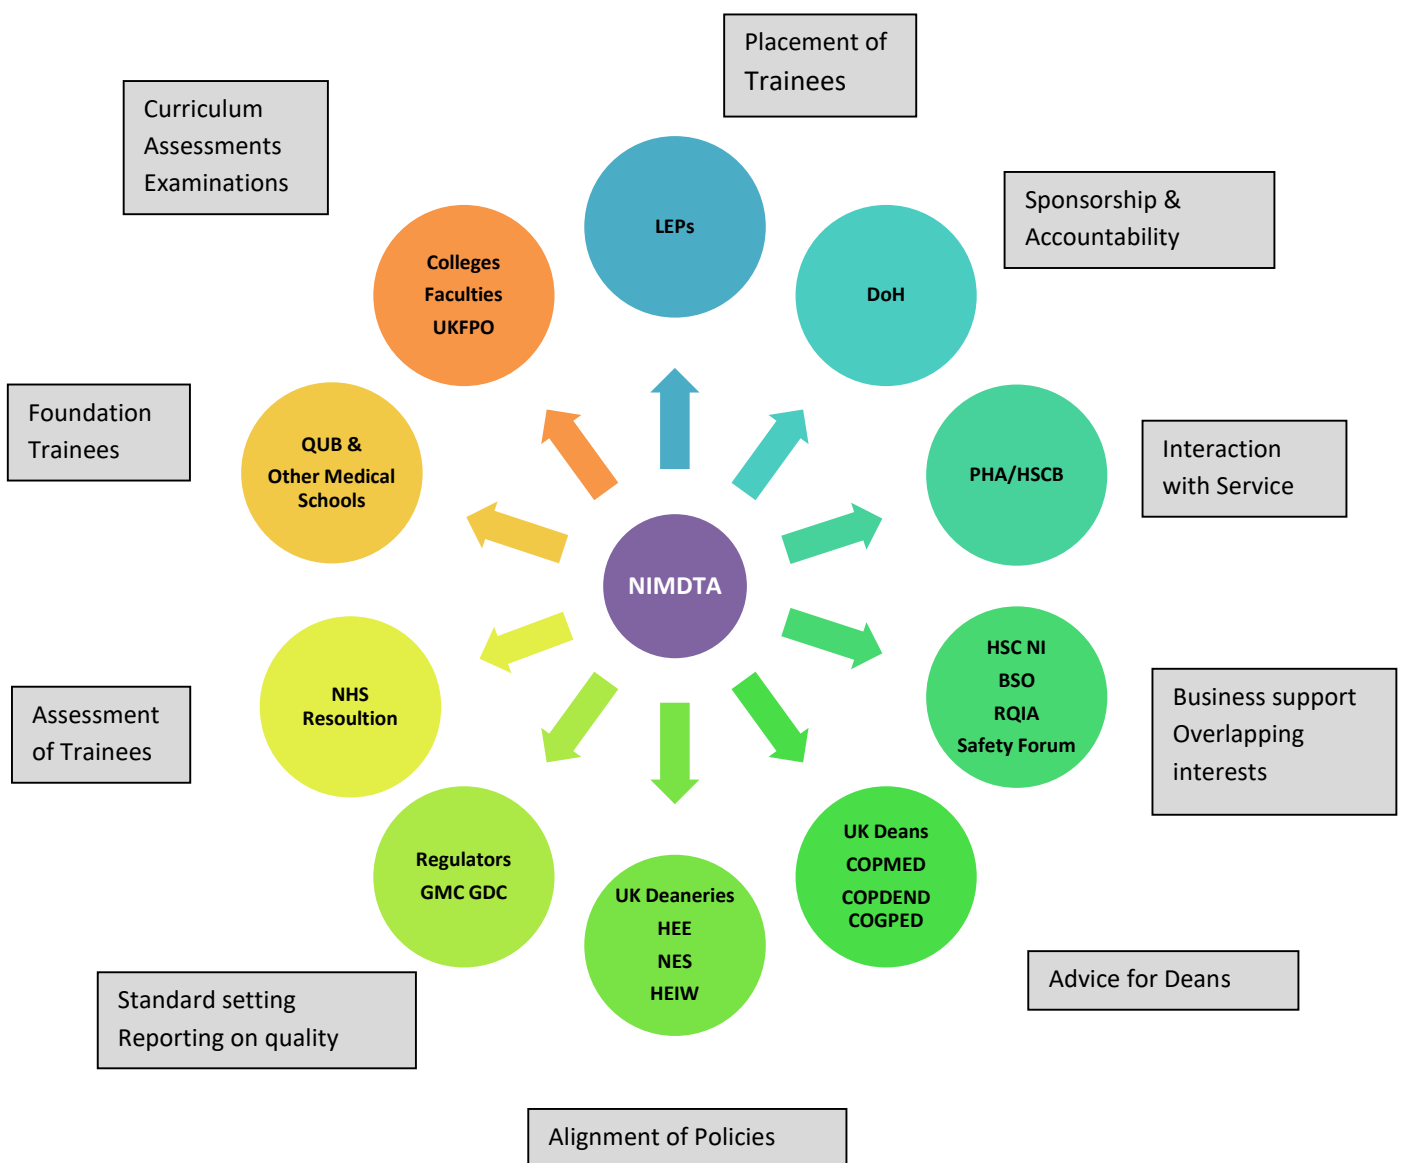 Placement of
Trainees
Curriculum
Assessments
Examinations
Sponsorship &
Accountability
LEPs
Colleges
Faculties
UKFPO
DoH
Foundation
Trainees
QUB &
Other Medical
Schools
PHA/HSCB
Interaction
with Service
NIMDTA
HSC NI
BSO
RQIA
Safety Forum
Business support
Overlapping
interests
Assessment
of Trainees
NHS
Resoultion
UK Deans
COPMED
COPDEND
COGPED
Regulators
GMC GDC
UK Deaneries
HEE
NES
HEIW
Advice for Deans
Standard setting
Reporting on quality
Alignment of Policies